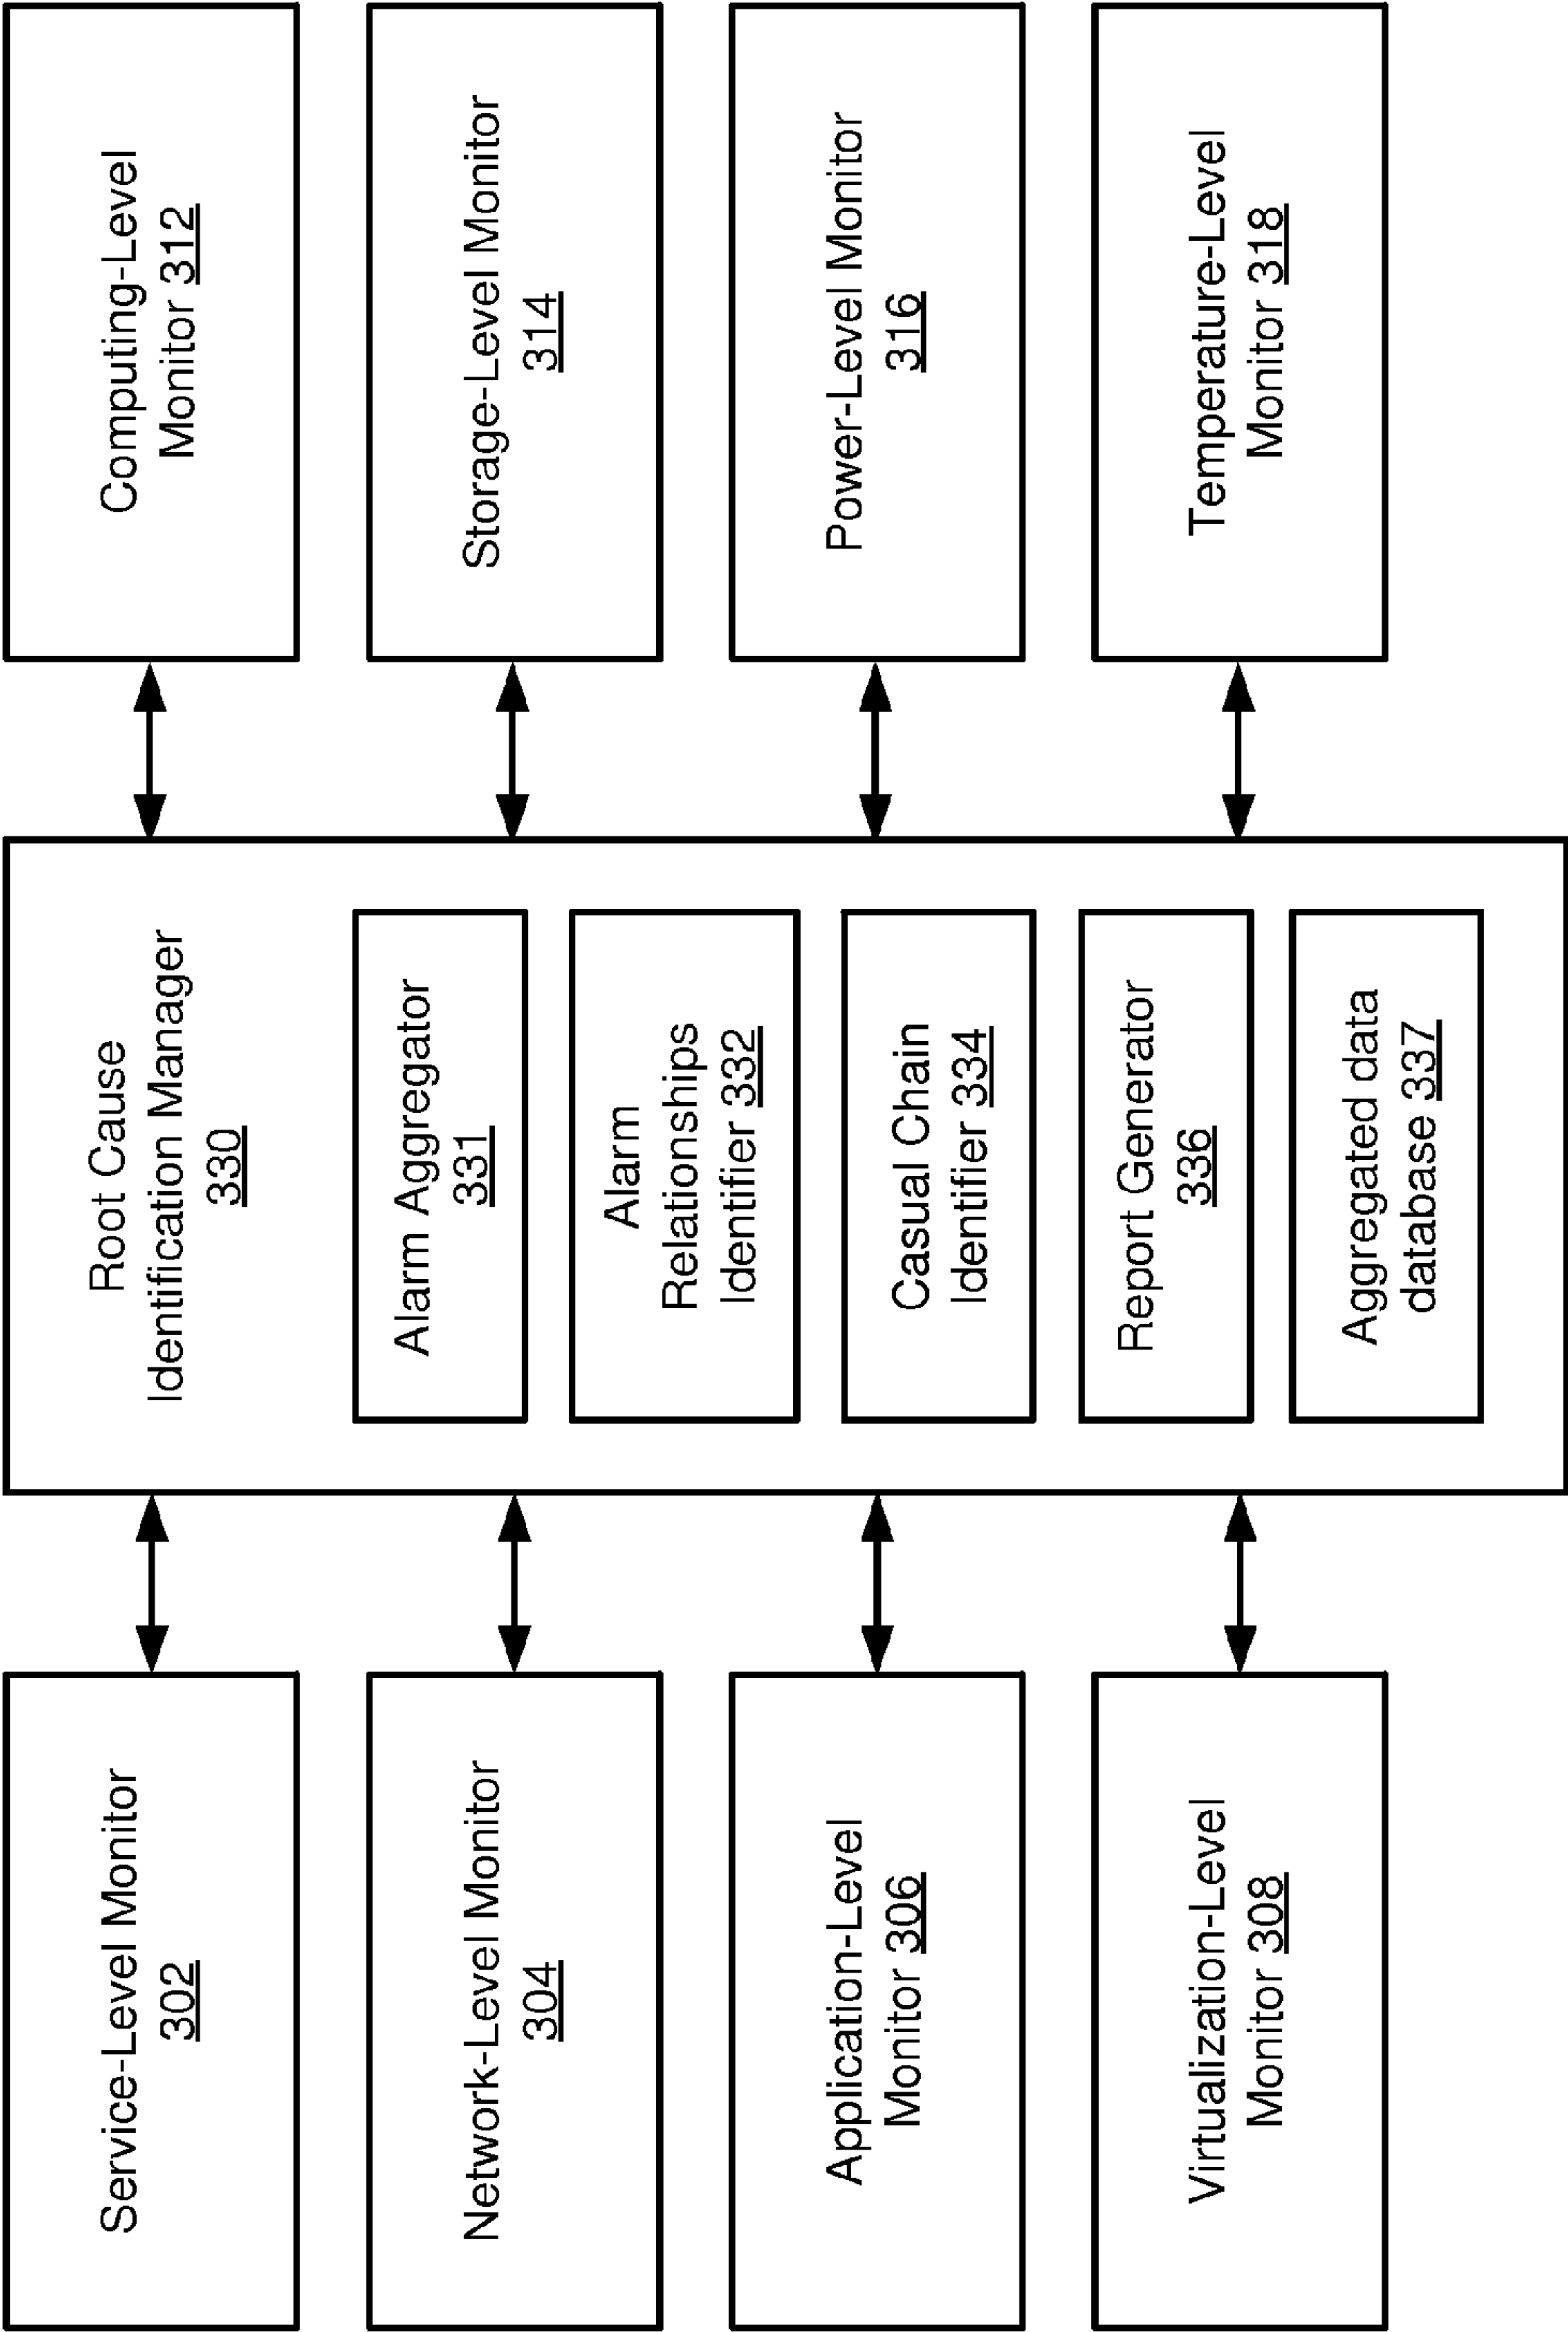 Service-Level Monitor
302
Network-Level Monitor
304
Application-Level
Monitor 306
Virtualization-Level
Monitor 308
Root Cause
Identification Manager
330
Alarm Aggregator
331
Alarm
Relationships
Identifier 332
Casual Chain
Identifier 334
Report Generator
336
Aggregated data
database 337
Computing-Level
Monitor 312
Storage-Level Monitor
314
Power-Level Monitor
316
Temperature-Level
Monitor 318